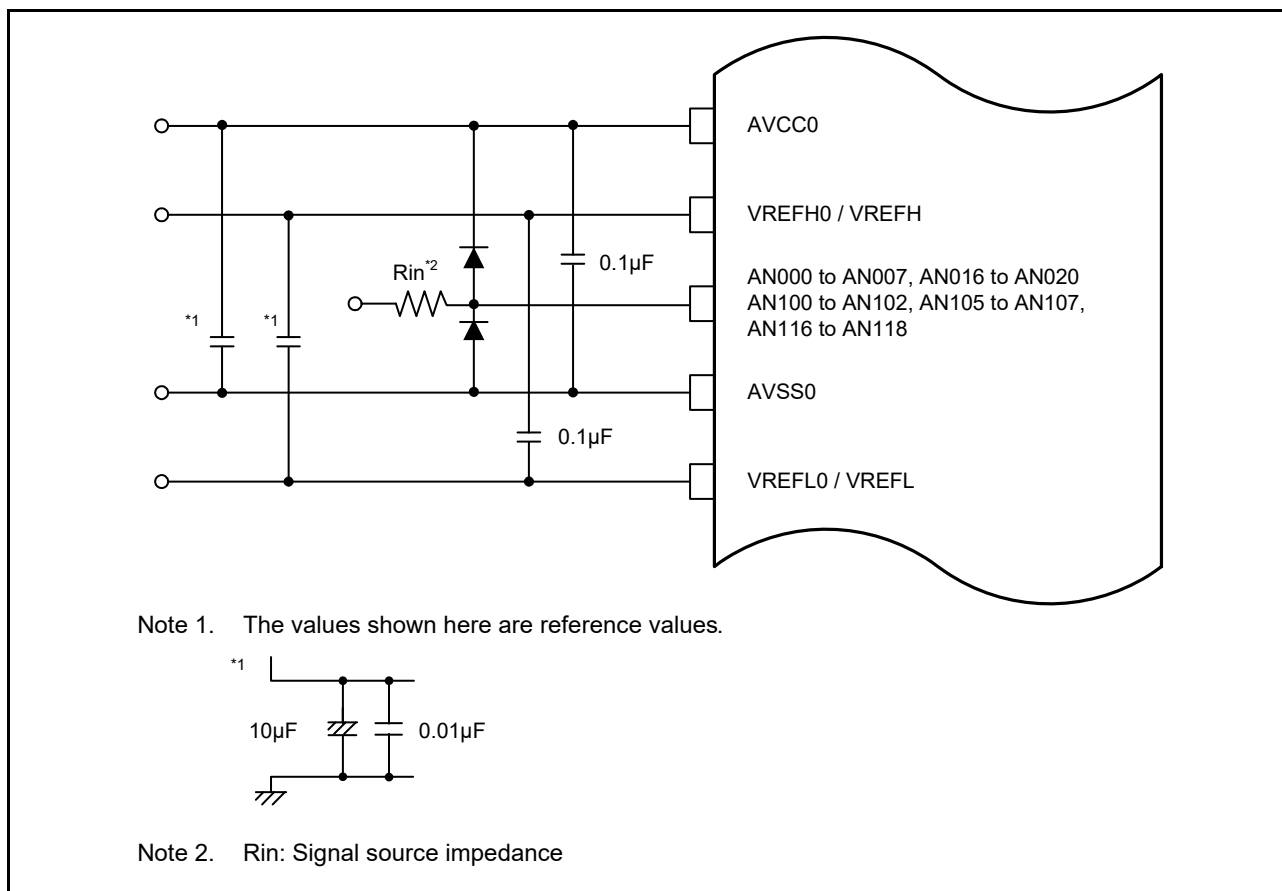 AVCC0
VREFH0 / VREFH
Rin*2
0.1µF
AN000 to AN007, AN016 to AN020
AN100 to AN102, AN105 to AN107,
AN116 to AN118
*1
*1
AVSS0
0.1µF
VREFL0 / VREFL
Note 1. The values shown here are reference values.
*1
10µF
0.01µF
Note 2. Rin: Signal source impedance